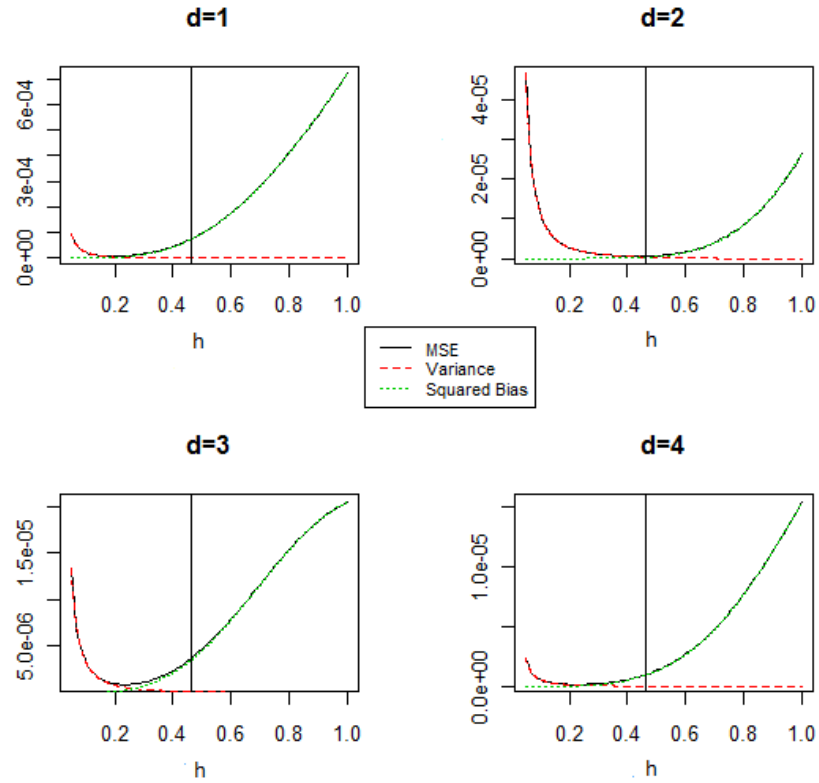 d=1
d=2
6e-04
3e-04
0e+00
4e-05
2e-05
0e+00
0.2 0.4 0.6 0.8 1.0
0.2 0.4 0.6 0.8 1.0
h
h
MSE
Variance
Squared Bias
d=3
d=4
1.5e-05
5.0e-06
1.0e-05
0.0e+00
0.2 0.4 0.6 0.8 1.0
0.2 0.4 0.6 0.8 1.0
h
h